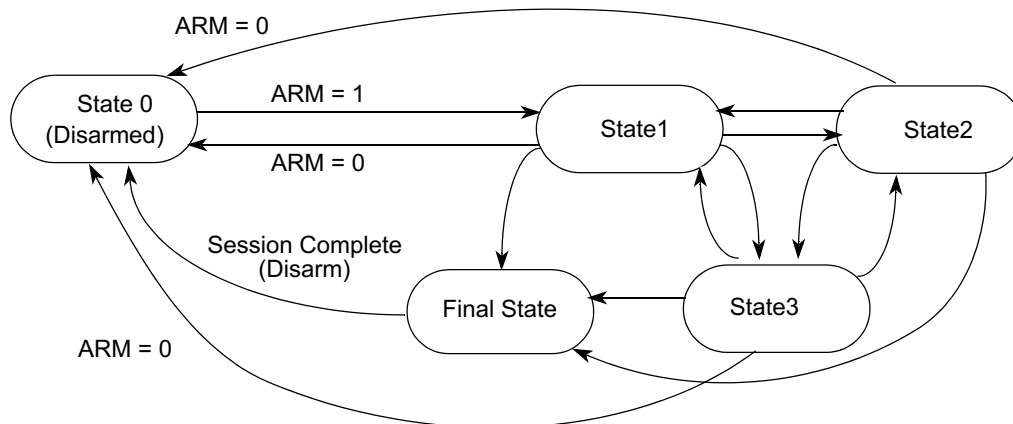 ARM = 0
State 0
(Disarmed)
ARM = 1
State1
State2
ARM = 0
Session Complete
(Disarm)
Final State
State3
ARM = 0